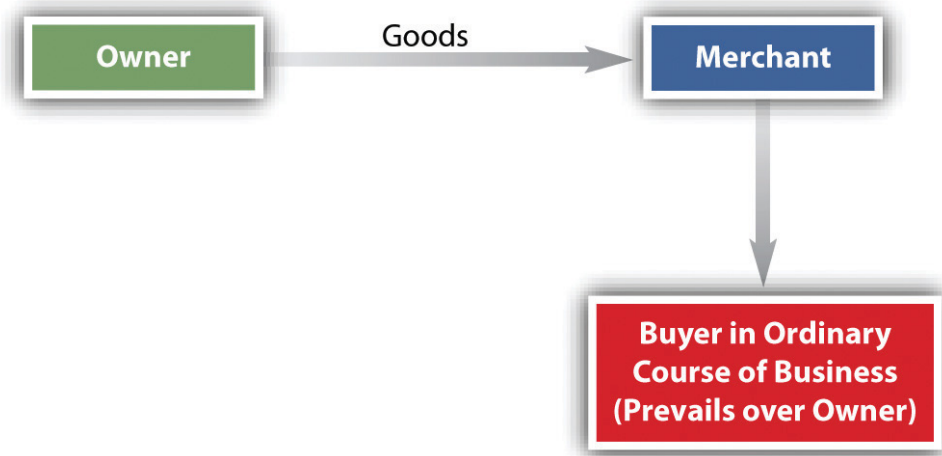 Owner
Goods
Merchant
Buyer in Ordinary
Course of Business
(Prevails over Owner)